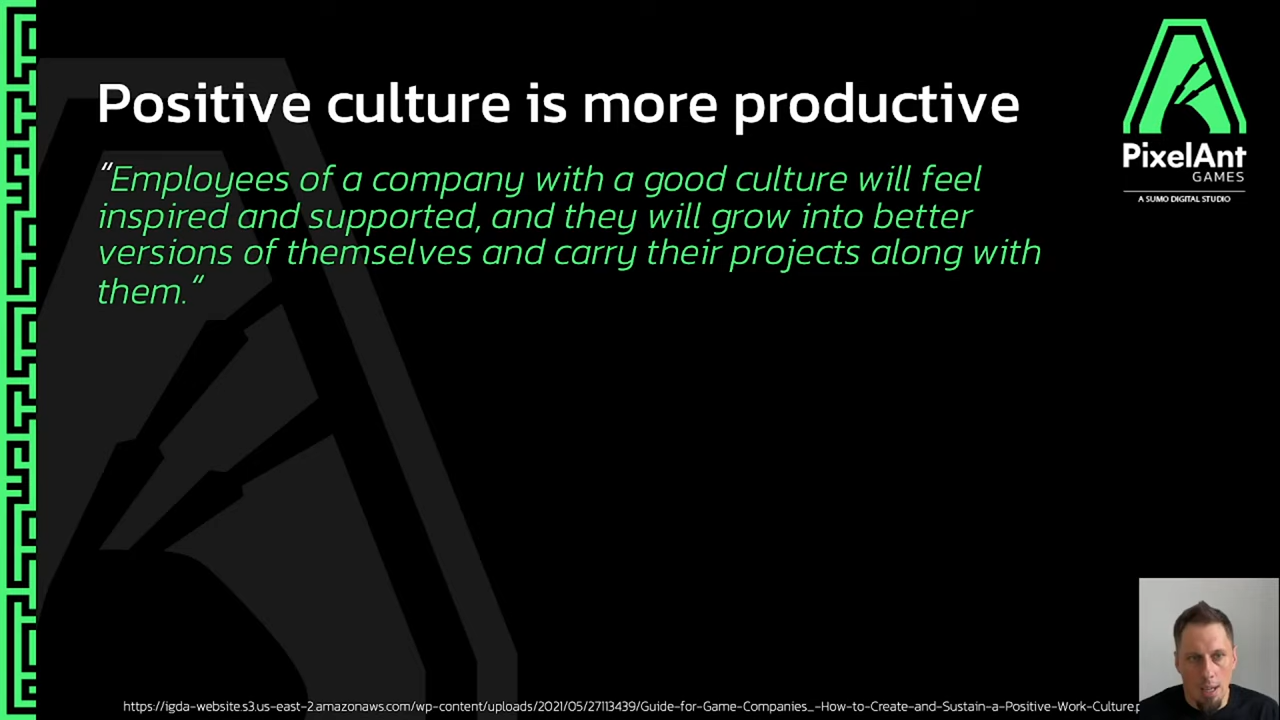 Positive culture is more productive
“Employees of a company with a good culture will feel
inspired and supported, and they will grow into better
versions of themselves and carry their projects along with
them.“
PixelAnt
GAMES
A SUMO DIGITAL STUDIO
https://igda-website.s3.us-east-2.amazonaws.com/wp-content/uploads/2021/05/27113439/Guide-for-Game-Companies_-How-to-Create-and-Sustain-a-Positive-Work-Culture.p